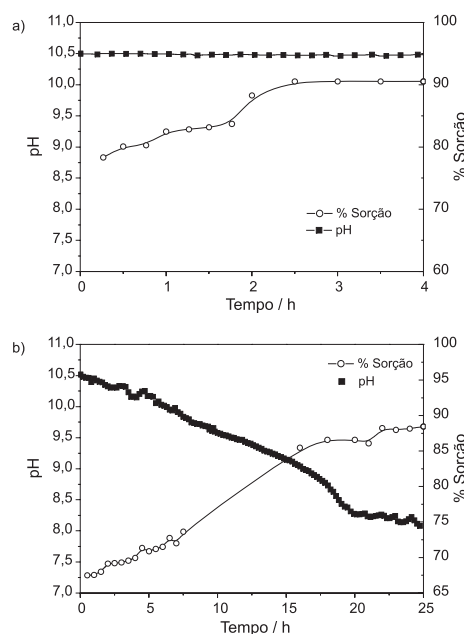 a)
11,0
10,5
10,0
9,5
9,0
8,5
8,0
7,5
7,0
pH
100
90
80
70
60
% Sorção
% Sorção
pH
0 1 2 3 4
Tempo / h
b)
11,0
10,5
10,0
9,5
9,0
8,5
8,0
7,5
7,0
pH
100
95
90
85
80
75
70
65
% Sorção
% Sorção
pH
0 5 10 15 20 25
Tempo / h